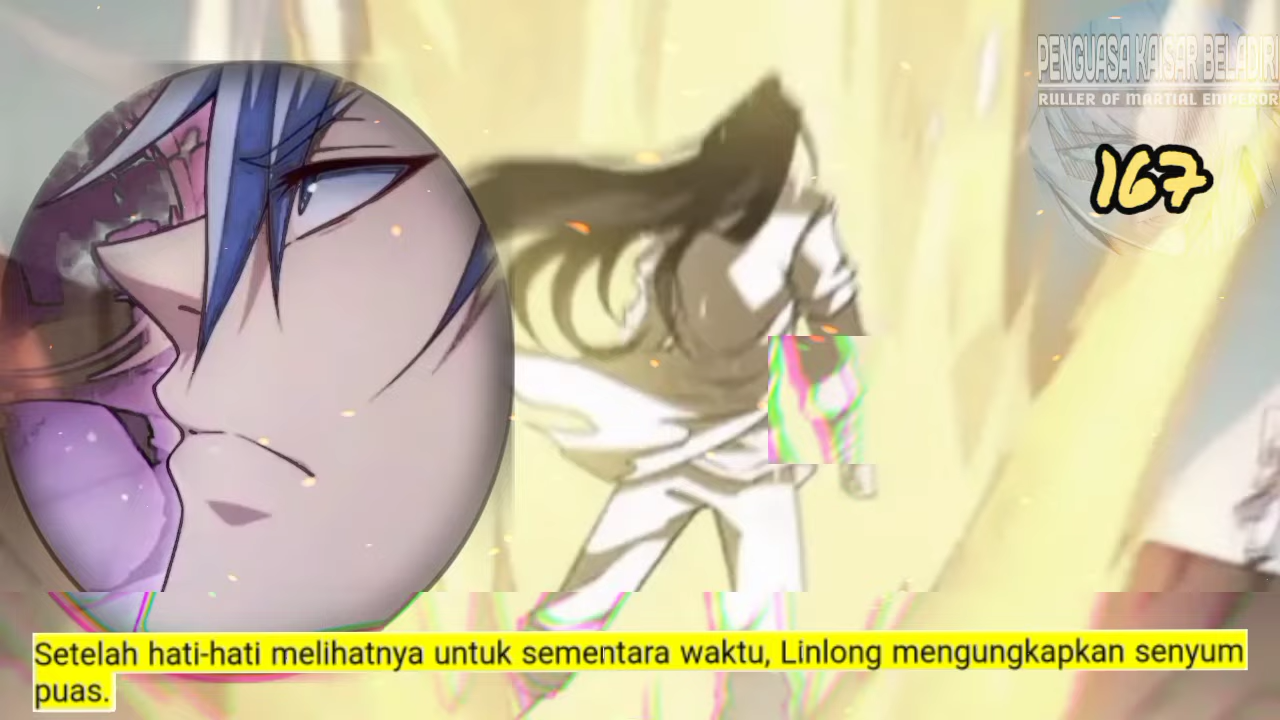 PENGUASA KAISAR BELADIRI
RULLER OF MARTIAL EMPEROR
167
Setelah hati-hati melihatnya untuk sementara waktu, Linlong mengungkapkan senyum
puas.